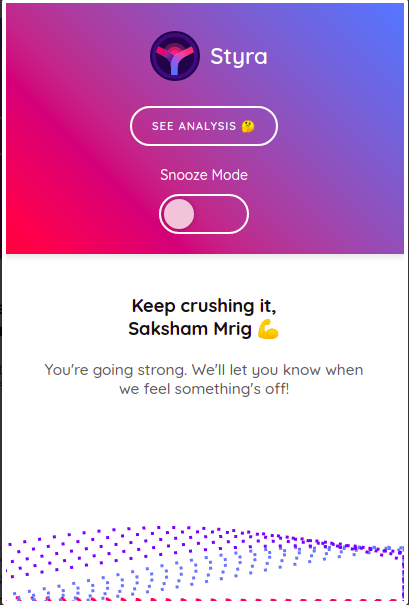 Styra
SEE ANALYSIS 🤔
Snooze Mode
Keep crushing it,
Saksham Mrig 💪
You're going strong. We'll let you know when
we feel something's off!